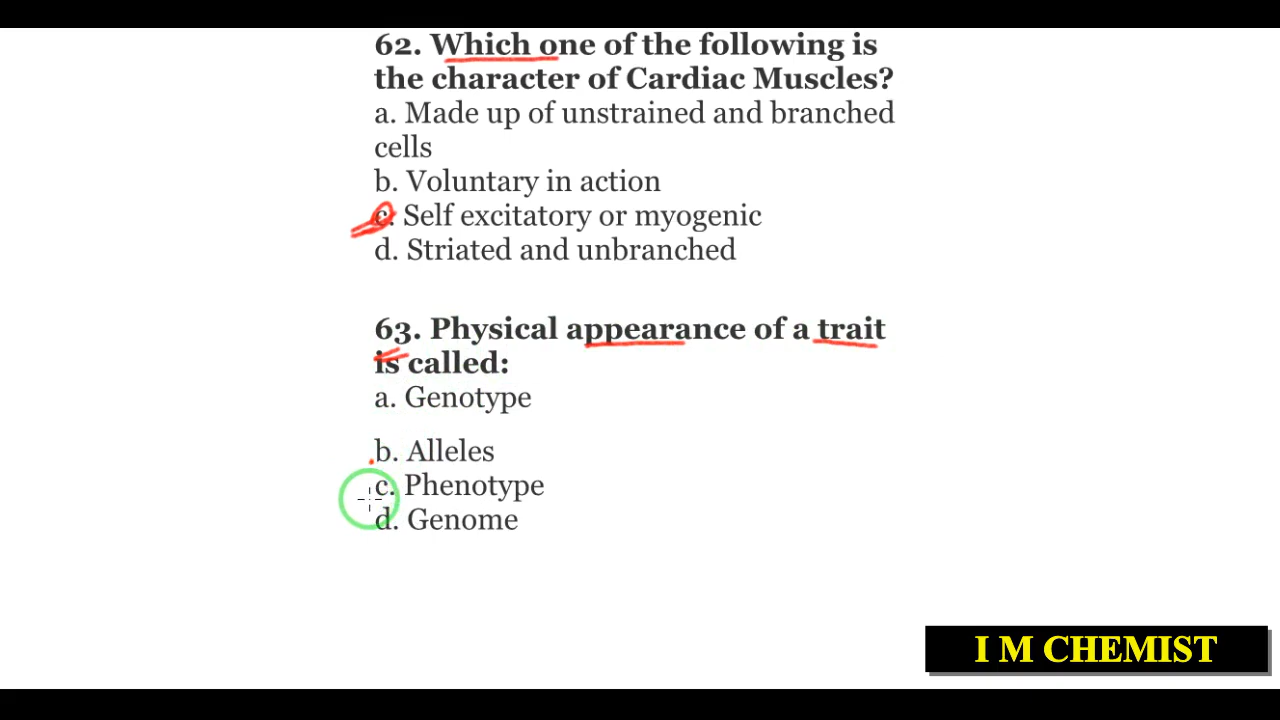 62. Which one of the following is
the character of Cardiac Muscles?
a. Made up of unstrained and branched
cells
b. Voluntary in action
c. Self excitatory or myogenic
d. Striated and unbranched
63. Physical appearance of a trait
is called:
a. Genotype
b. Alleles
c. Phenotype
d. Genome
I M CHEMIST